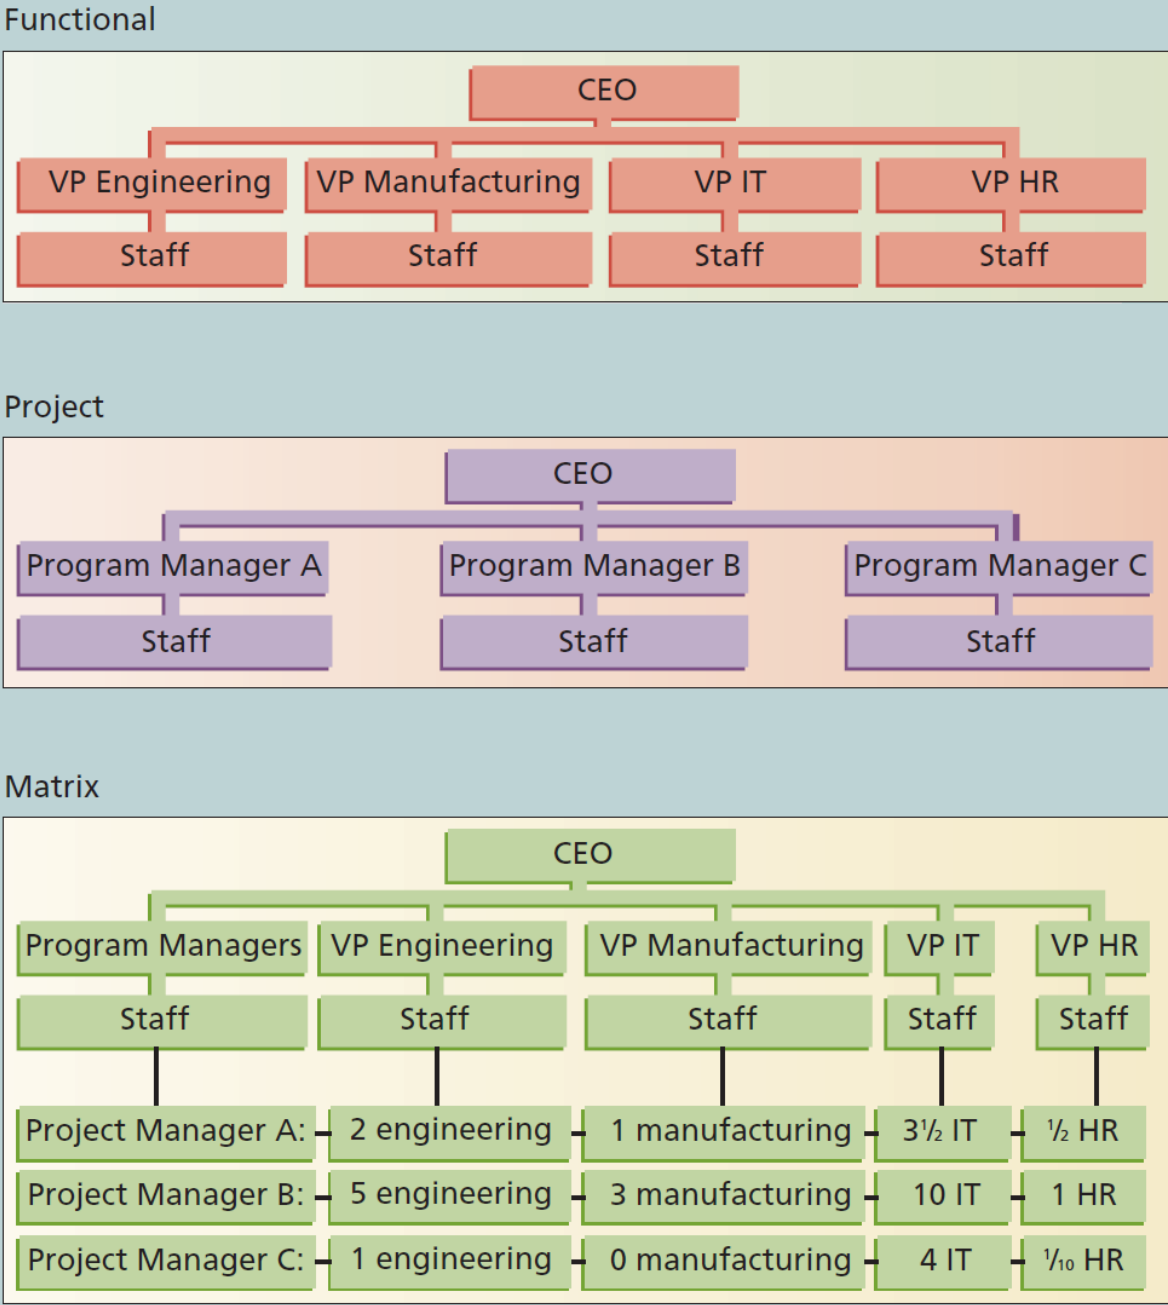 Functional
CEO
VP Engineering VP Manufacturing VP IT VP HR
Staff Staff Staff Staff
Project
CEO
Program Manager A Program Manager B Program Manager C
Staff Staff Staff
Matrix
CEO
Program Managers VP Engineering VP Manufacturing VP IT VP HR
Staff Staff Staff Staff Staff
Project Manager A: 2 engineering 1 manufacturing 3½ IT ½ HR
Project Manager B: 5 engineering 3 manufacturing 10 IT 1 HR
Project Manager C: 1 engineering 0 manufacturing 4 IT 1/10 HR